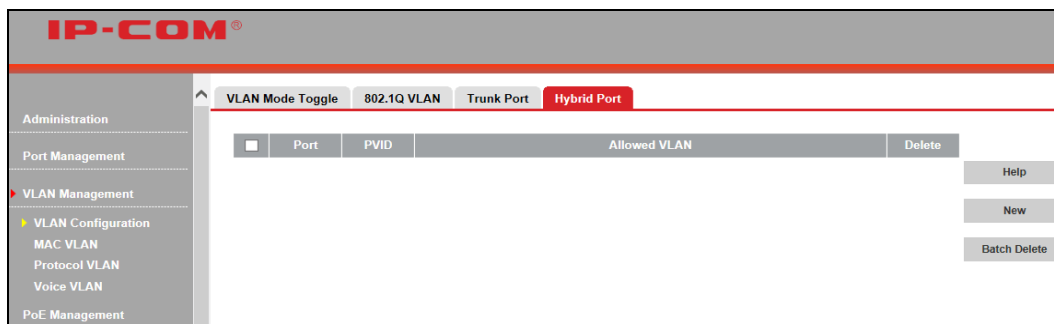 IP-COM®
VLAN Mode Toggle 802.1Q VLAN Trunk Port Hybrid Port
Administration
Port Management
VLAN Management
VLAN Configuration
MAC VLAN
Protocol VLAN
Voice VLAN
PoE Management
Port PVID Allowed VLAN Delete
Help
New
Batch Delete